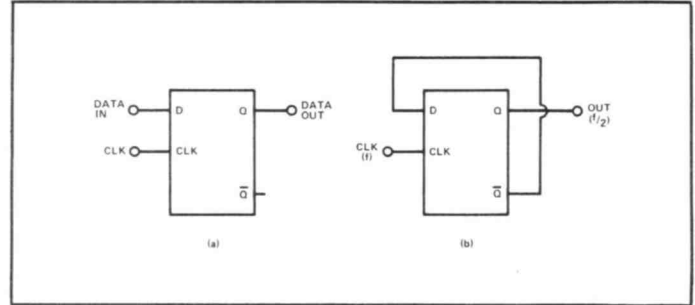 DATA
IN
D
Q
DATA
OUT
CLK
CLK
Q̅
(a)
D
Q
OUT
(f/2)
CLK
(f)
CLK
Q̅
(b)